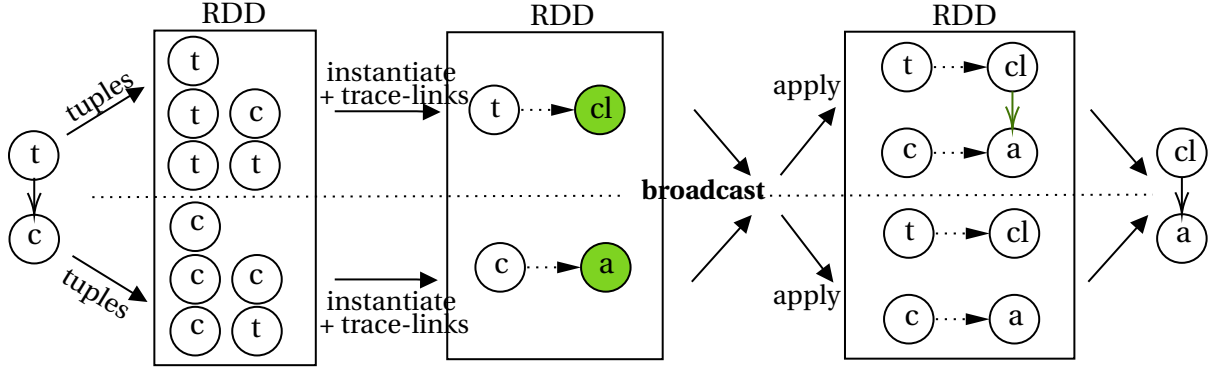 RDD
RDD
RDD
tuples
t
c
tuples
t
t c
t t
c
c c
c t
instantiate
+ trace-links
instantiate
+ trace-links
t cl
c a
broadcast
apply
apply
t cl
c a
t cl
c a
cl
a